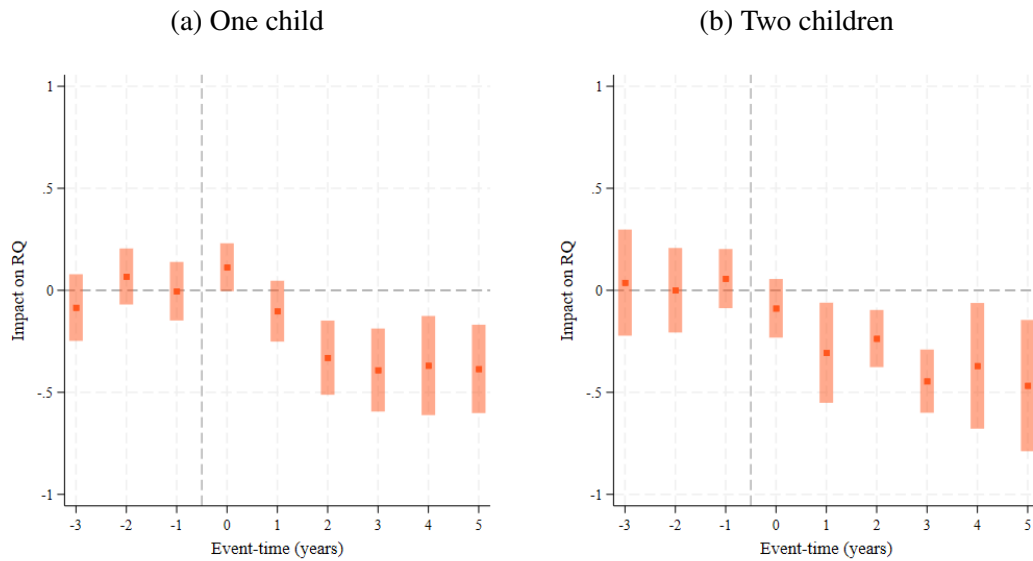 (a) One child
(b) Two children
1
.5
0
-.5
-1
Impact on RQ
-3 -2 -1 0 1 2 3 4 5
Event-time (years)
1
.5
0
-.5
-1
Impact on RQ
-3 -2 -1 0 1 2 3 4 5
Event-time (years)